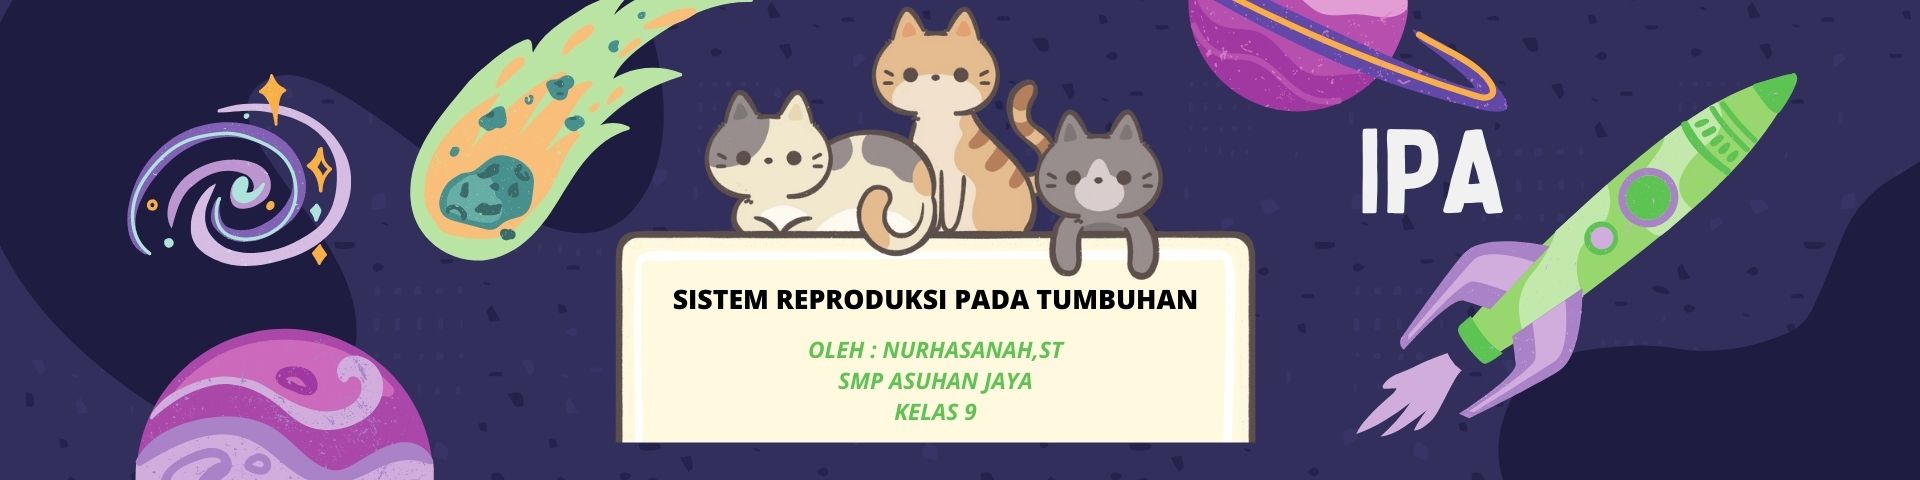 IPA
SISTEM REPRODUKSI PADA TUMBUHAN
OLEH : NURHASANAH,ST
SMP ASUHAN JAYA
KELAS 9